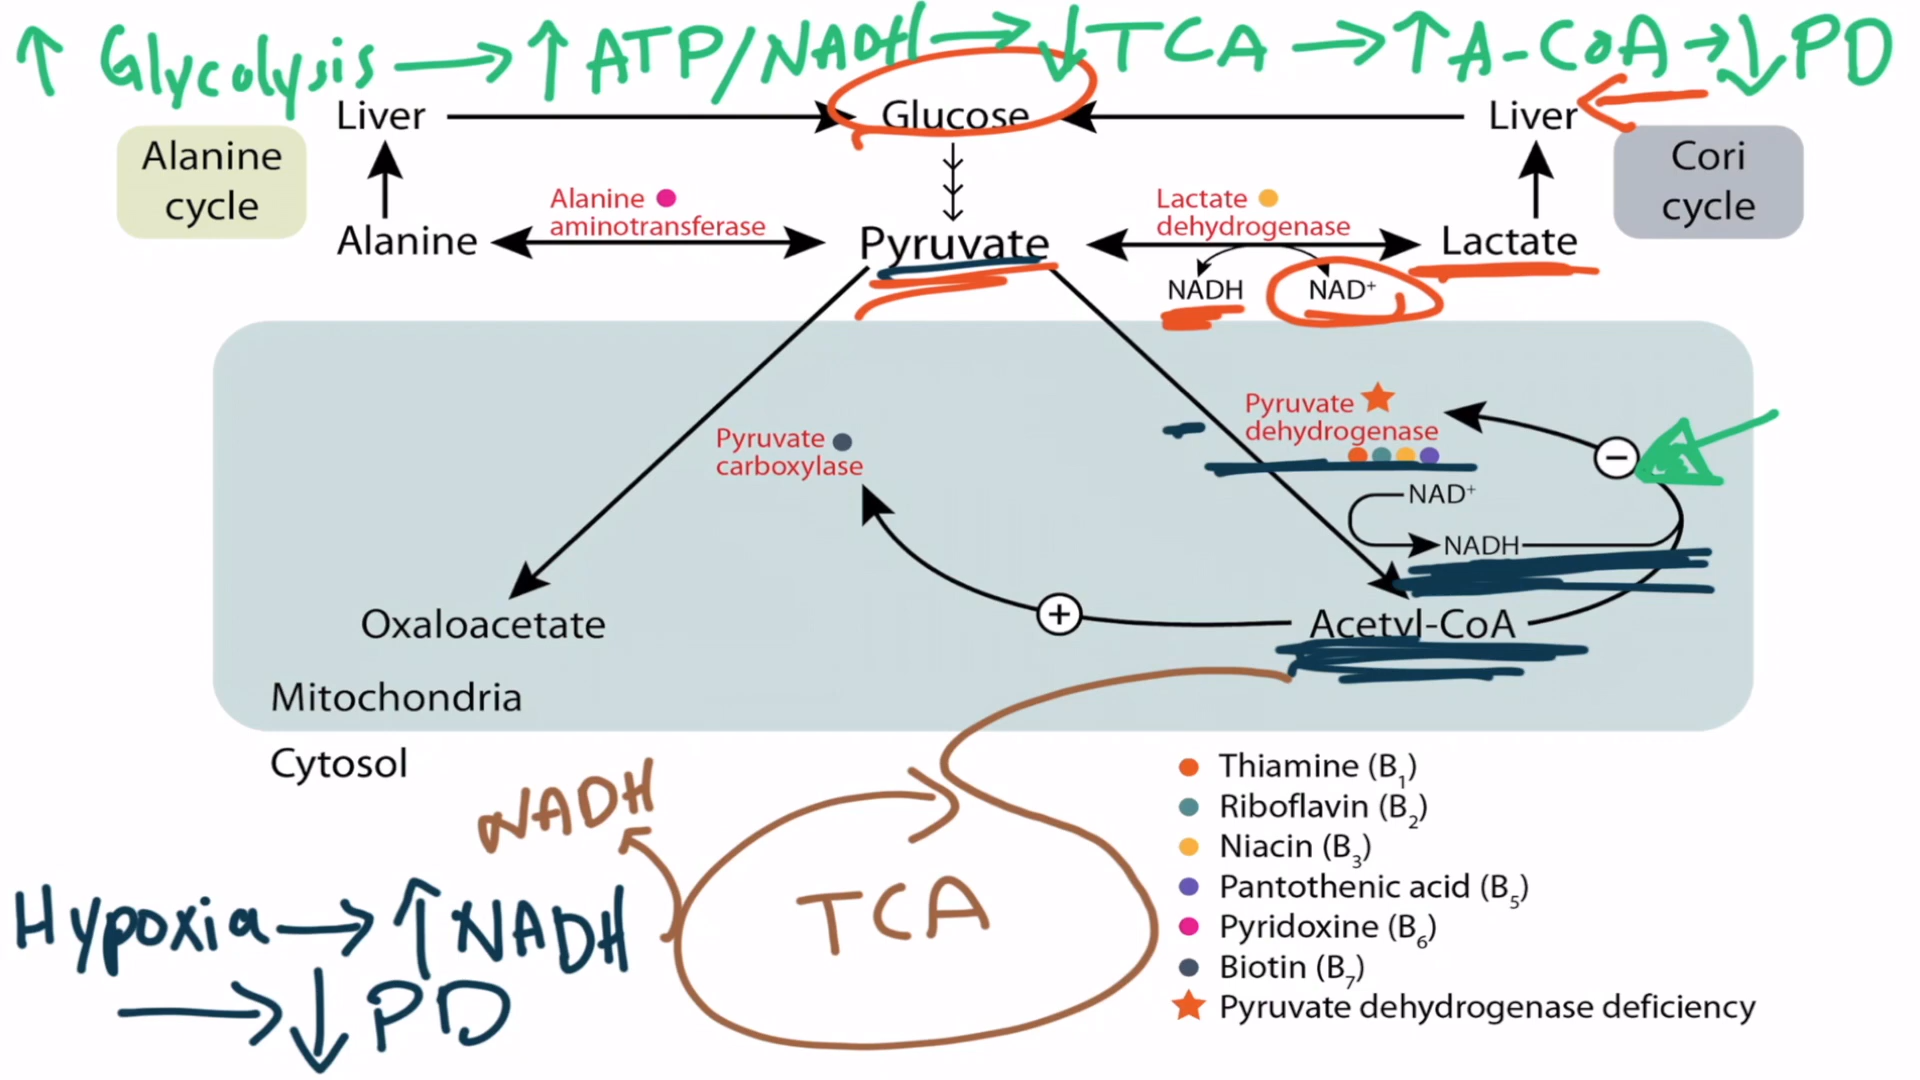 ↑ Glycolysis → ↑ ATP/NADH → ↓ TCA → ↑ A-CoA → ↓ PD
Liver
Glucose
Liver
Alanine
cycle
Cori
cycle
Alanine
aminotransferase
Lactate
dehydrogenase
Alanine
Pyruvate
Lactate
NADH
NAD⁺
Pyruvate
dehydrogenase
Pyruvate
carboxylase
NAD⁺
NADH
+
−
Oxaloacetate
Acetyl-CoA
Mitochondria
Cytosol
NADH
TCA
Hypoxia → ↑ NADH
→ ↓ PD
Thiamine (B₁)
Riboflavin (B₂)
Niacin (B₃)
Pantothenic acid (B₅)
Pyridoxine (B₆)
Biotin (B₇)
Pyruvate dehydrogenase deficiency